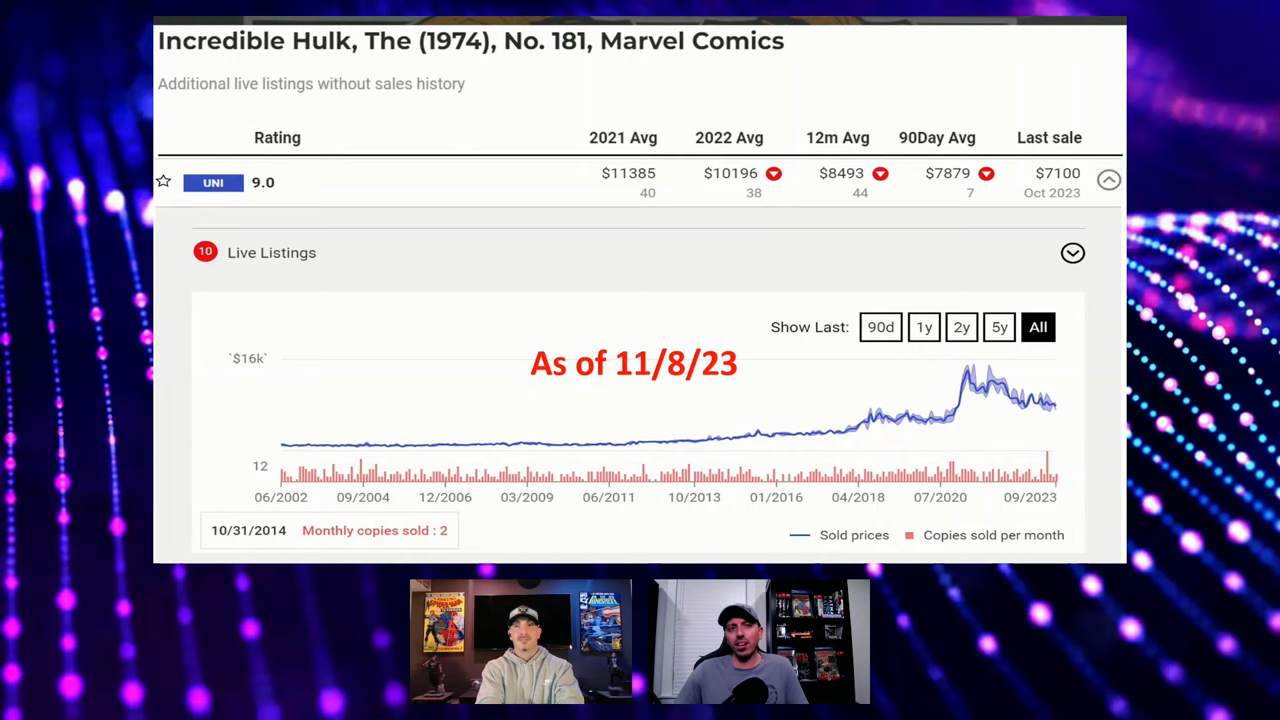 Incredible Hulk, The (1974), No. 181, Marvel Comics
Additional live listings without sales history
Rating 2021 Avg 2022 Avg 12m Avg 90Day Avg Last sale
UNI 9.0 $11385 $10196 $8493 $7879 $7100
40 38 44 7 Oct 2023
10 Live Listings
Show Last: 90d 1y 2y 5y All
`$16k`
As of 11/8/23
12
06/2002 09/2004 12/2006 03/2009 06/2011 10/2013 01/2016 04/2018 07/2020 09/2023
10/31/2014 Monthly copies sold : 2
Sold prices Copies sold per month